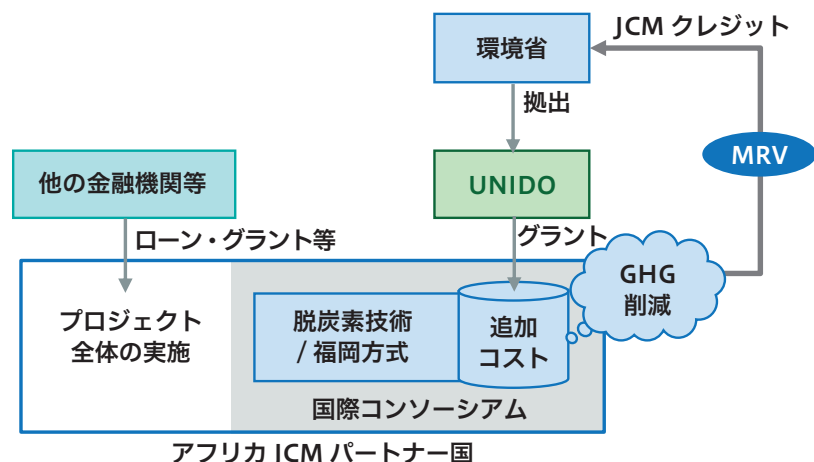 JCM クレジット
環境省
拠出
MRV
他の金融機関等
UNIDO
ローン・グラント等
グラント
GHG
削減
プロジェクト
全体の実施
脱炭素技術
/ 福岡方式
追加
コスト
国際コンソーシアム
アフリカ JCM パートナー国